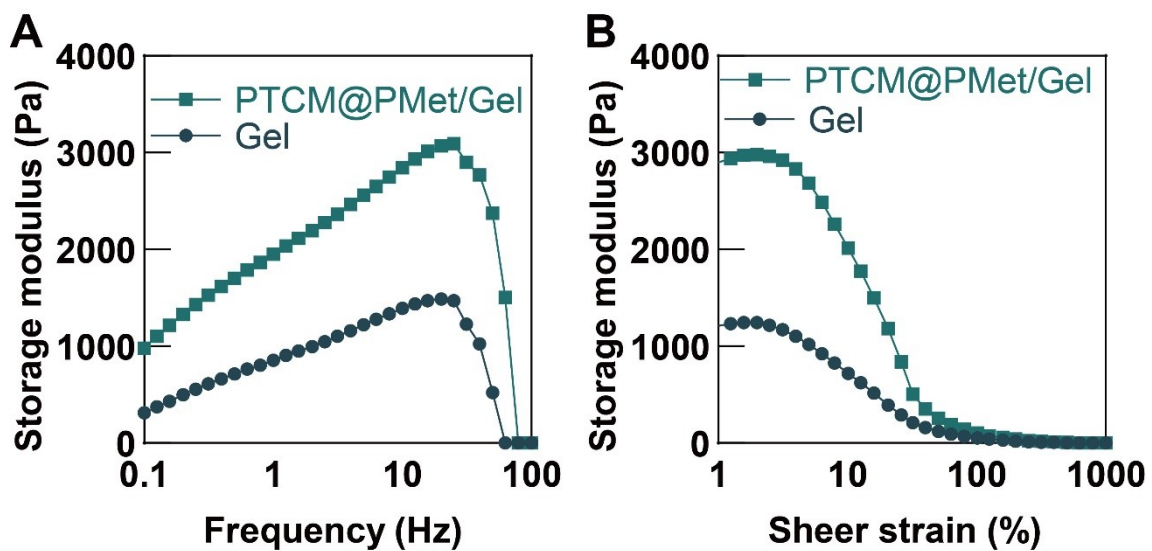 A
Storage modulus (Pa)
4000
3000
2000
1000
0
PTCM@PMet/Gel
Gel
0.1
1
10
100
Frequency (Hz)
B
Storage modulus (Pa)
4000
3000
2000
1000
0
PTCM@PMet/Gel
Gel
1
10
100
1000
Sheer strain (%)